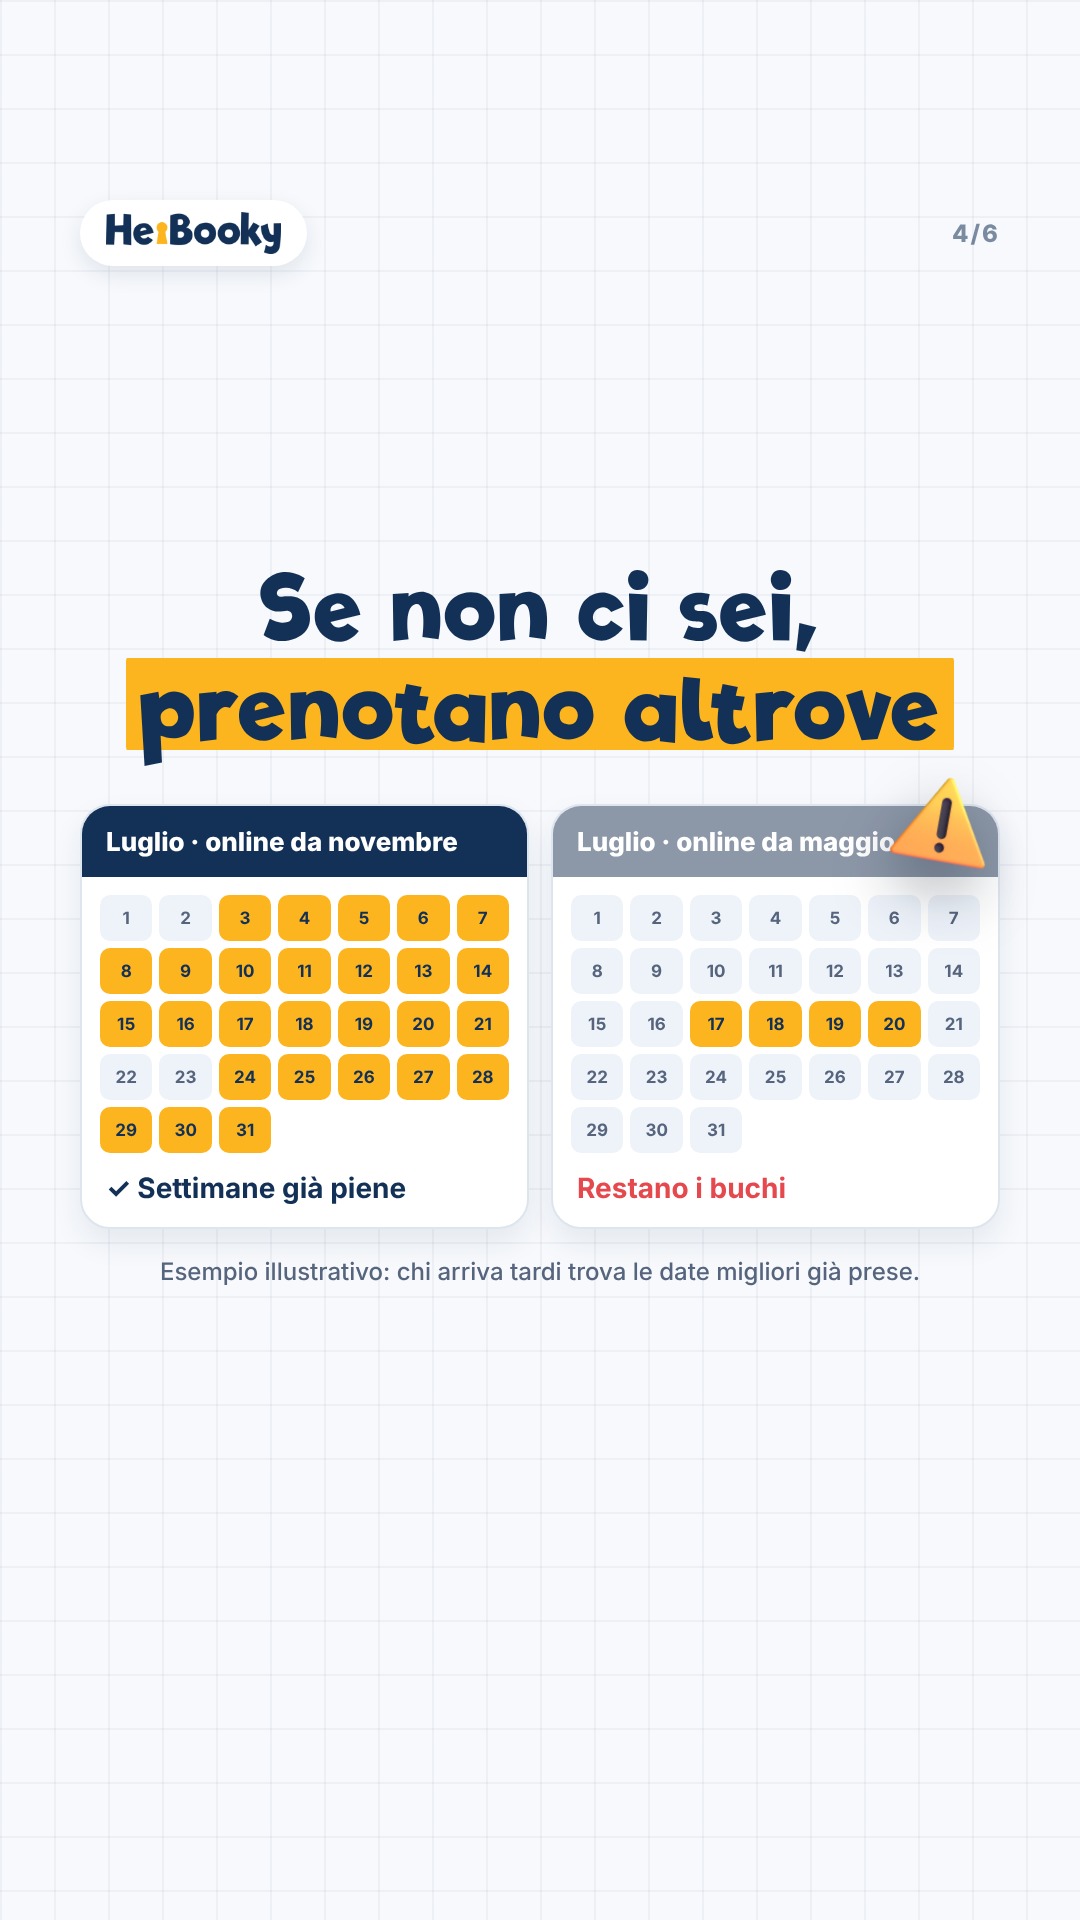 HeyBooky
4/6
Se non ci sei,
prenotano altrove
Luglio · online da novembre
1 2 3 4 5 6 7
8 9 10 11 12 13 14
15 16 17 18 19 20 21
22 23 24 25 26 27 28
29 30 31
✓ Settimane già piene
Luglio · online da maggio
1 2 3 4 5 6 7
8 9 10 11 12 13 14
15 16 17 18 19 20 21
22 23 24 25 26 27 28
29 30 31
Restano i buchi
Esempio illustrativo: chi arriva tardi trova le date migliori già prese.